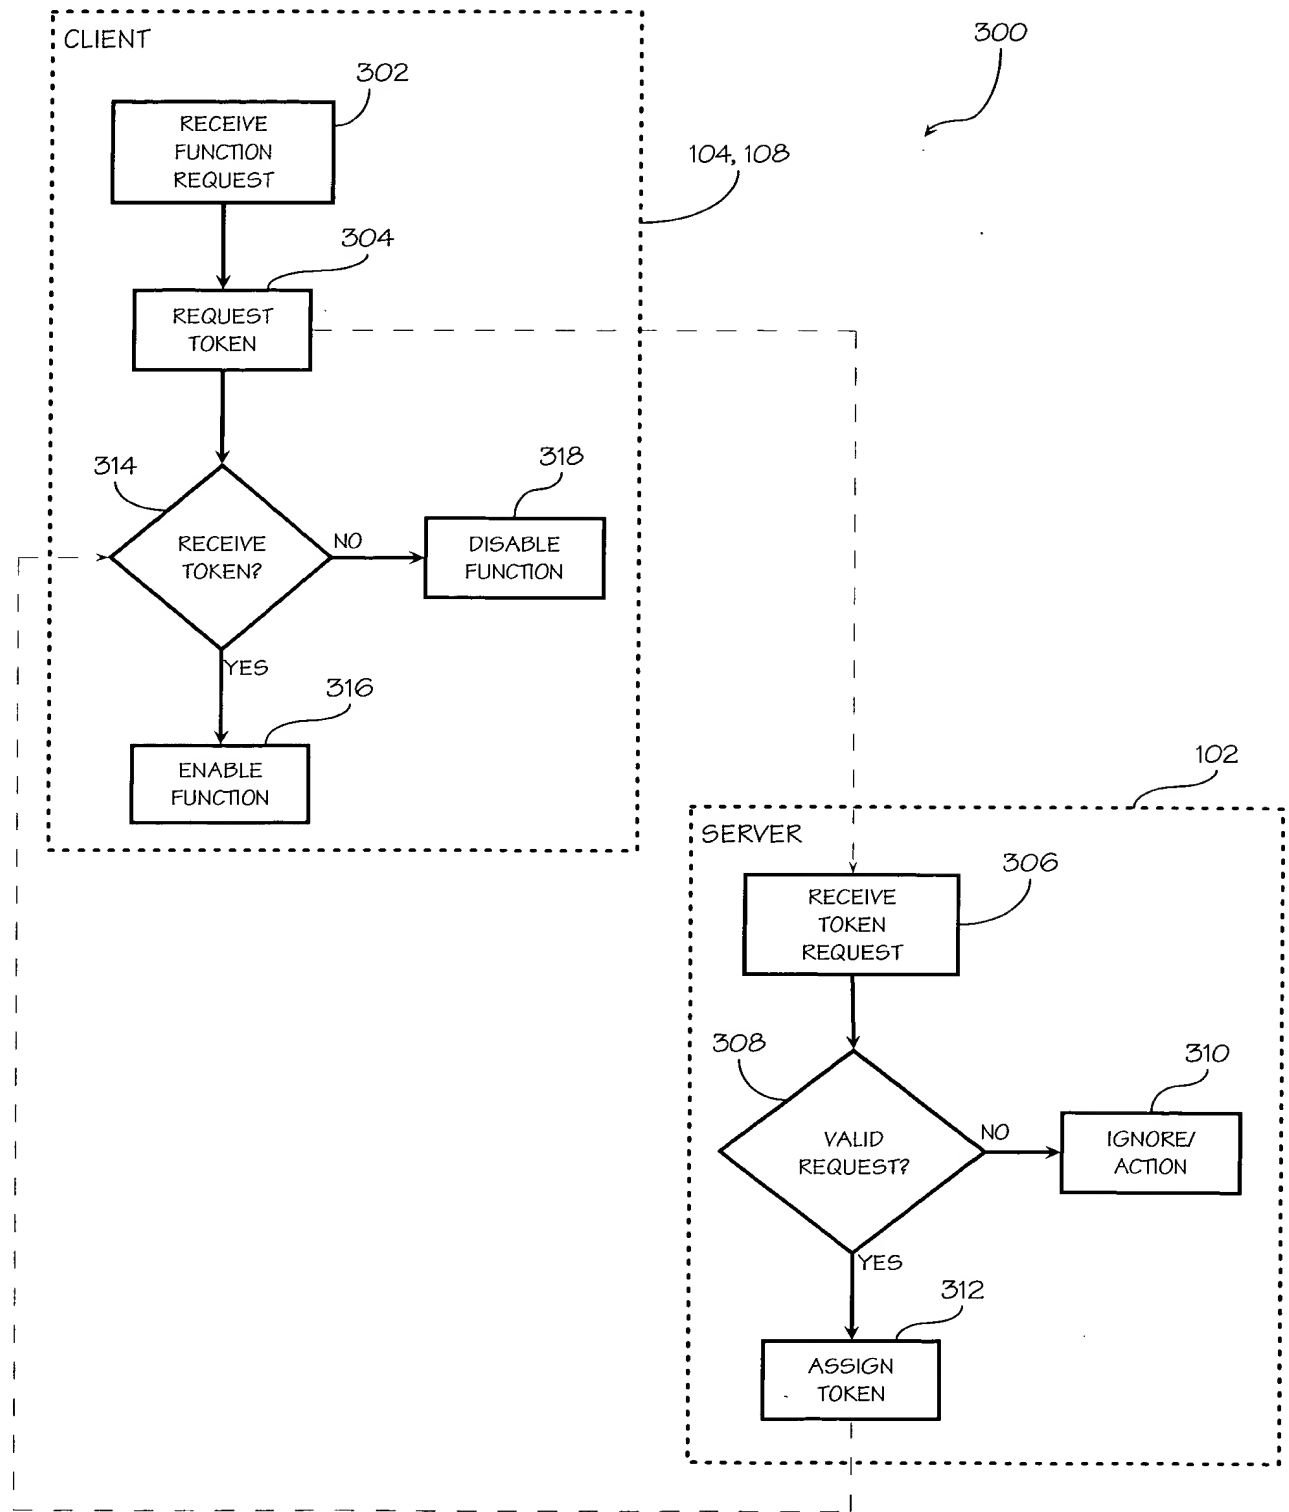 CLIENT
300
302
RECEIVE
FUNCTION
REQUEST
104, 108
304
REQUEST
TOKEN
314
318
RECEIVE
TOKEN?
NO
DISABLE
FUNCTION
YES
316
ENABLE
FUNCTION
102
SERVER
306
RECEIVE
TOKEN
REQUEST
308
310
VALID
REQUEST?
NO
IGNORE/
ACTION
YES
312
ASSIGN
TOKEN